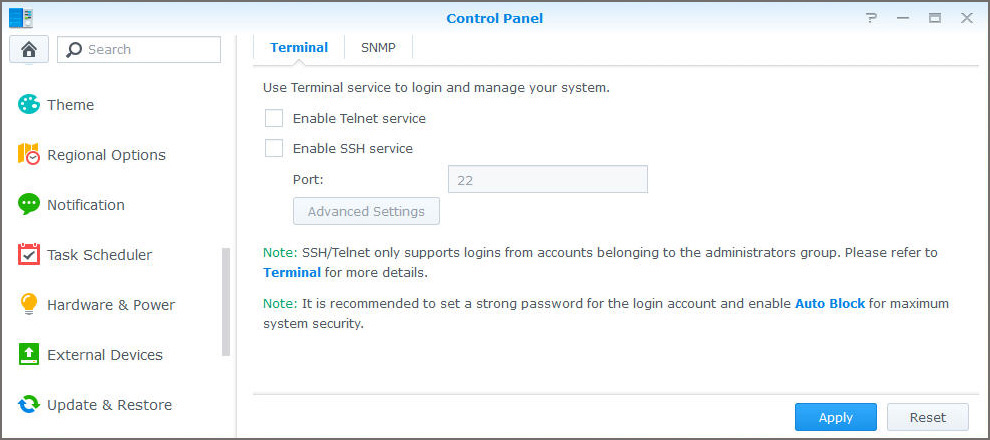 Control Panel
Search
Theme
Regional Options
Notification
Task Scheduler
Hardware & Power
External Devices
Update & Restore
Terminal
SNMP
Use Terminal service to login and manage your system.
Enable Telnet service
Enable SSH service
Port:
22
Advanced Settings
Note: SSH/Telnet only supports logins from accounts belonging to the administrators group. Please refer to
Terminal for more details.
Note: It is recommended to set a strong password for the login account and enable Auto Block for maximum
system security.
Apply
Reset